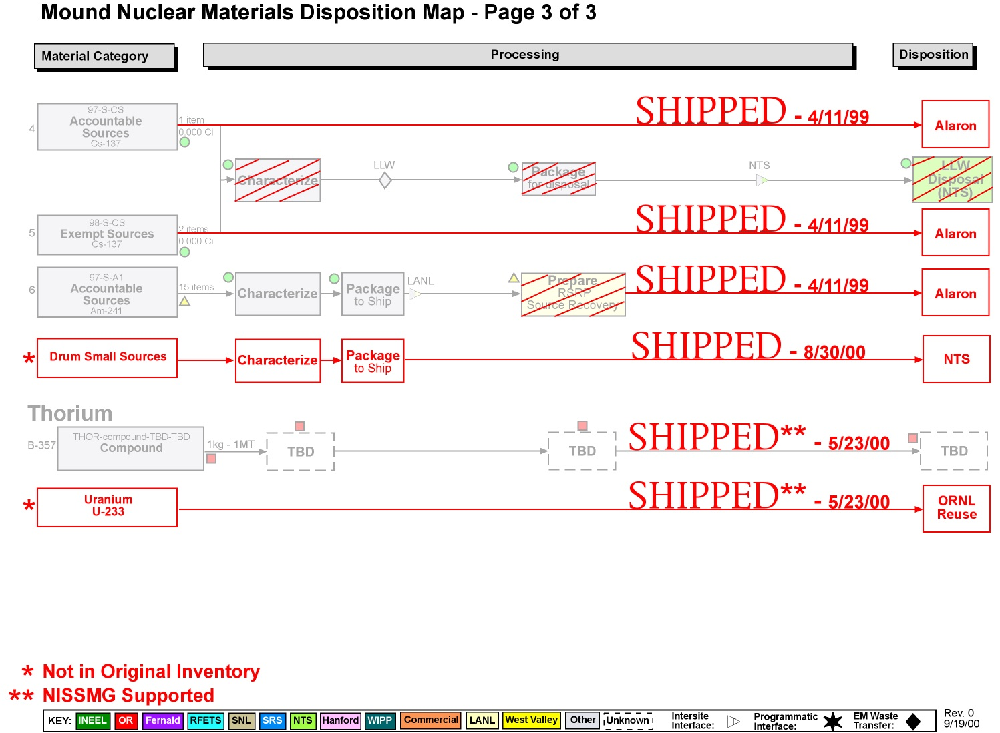 Mound Nuclear Materials Disposition Map - Page 3 of 3
Material Category
Processing
Disposition
4
97-S-CS
Accountable
Sources
Cs-137
1 item
0.000 Ci
SHIPPED - 4/11/99
Alaron
Characterize
LLW
Package
for disposal
NTS
LLW
Disposal
(NTS)
5
98-S-CS
Exempt Sources
Cs-137
2 items
0.000 Ci
SHIPPED - 4/11/99
Alaron
6
97-S-A1
Accountable
Sources
Am-241
15 items
Characterize
Package
to Ship
LANL
Prepare
RSRP
Source Recovery
SHIPPED - 4/11/99
Alaron
* Drum Small Sources
Characterize
Package
to Ship
SHIPPED - 8/30/00
NTS
Thorium
B-357
THOR-compound-TBD-TBD
Compound
1kg - 1MT
TBD
TBD
SHIPPED** - 5/23/00
TBD
* Uranium
U-233
SHIPPED** - 5/23/00
ORNL
Reuse
* Not in Original Inventory
** NISSMG Supported
KEY: INEEL OR Fernald RFETS SNL SRS NTS Hanford WIPP Commercial LANL West Valley Other Unknown
Intersite
Interface:
Programmatic
Interface:
EM Waste
Transfer:
Rev. 0
9/19/00